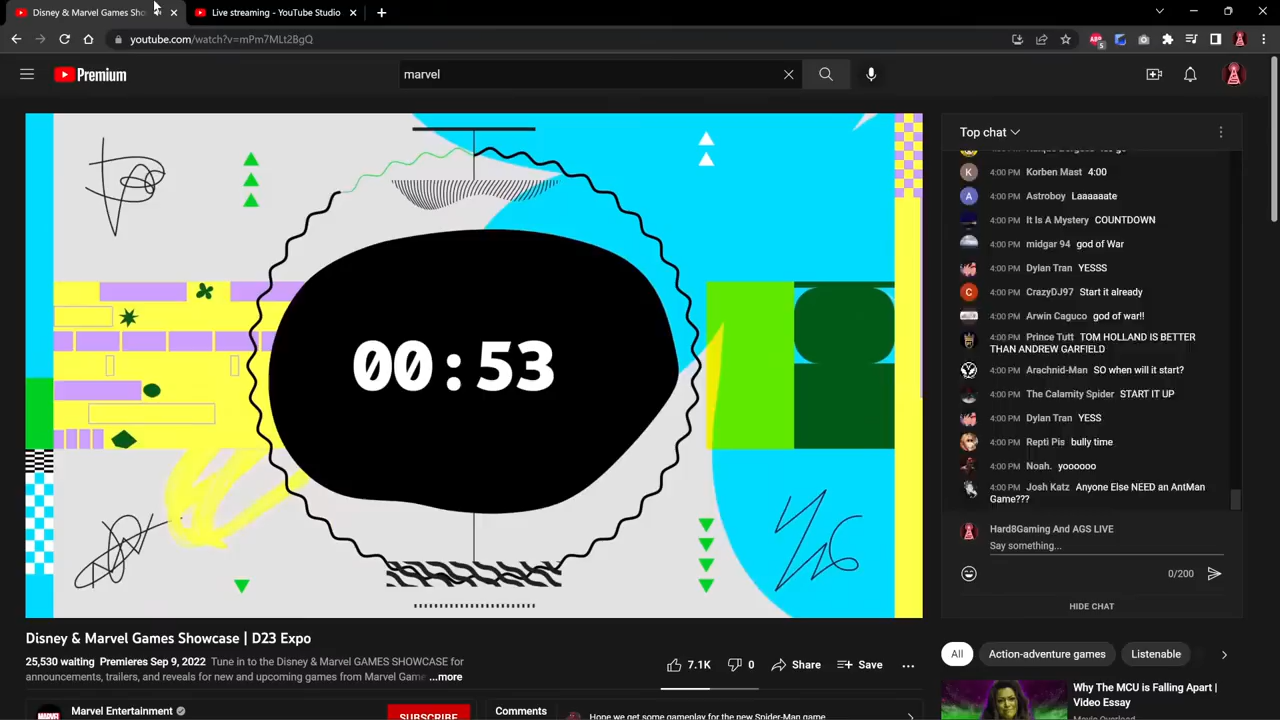 Disney & Marvel Games Sho
Live streaming - YouTube Studio
youtube.com/watch?v=mPm7MLt2BgQ
Premium
marvel
00:53
Top chat
4:00 PM Korben Mast 4:00
4:00 PM Astroboy Laaaaaate
4:00 PM It Is A Mystery COUNTDOWN
4:00 PM midgar 94 god of War
4:00 PM Dylan Tran YESSS
4:00 PM CrazyDJ97 Start it already
4:00 PM Arwin Caguco god of war!!
4:00 PM Prince Tutt TOM HOLLAND IS BETTER
THAN ANDREW GARFIELD
4:00 PM Arachnid-Man SO when will it start?
4:00 PM The Calamity Spider START IT UP
4:00 PM Dylan Tran YESS
4:00 PM Repti Pis bully time
4:00 PM Noah. yoooooo
4:00 PM Josh Katz Anyone Else NEED an AntMan
Game???
Hard8Gaming And AGS LIVE
Say something...
0/200
HIDE CHAT
Disney & Marvel Games Showcase | D23 Expo
25,530 waiting Premieres Sep 9, 2022 Tune in to the Disney & Marvel GAMES SHOWCASE for
announcements, trailers, and reveals for new and upcoming games from Marvel Game ...more
7.1K 0 Share Save
All Action-adventure games Listenable
Why The MCU is Falling Apart |
Video Essay
Marvel Entertainment
SUBSCRIBE
Comments
Hope we get some gameplay for the new Spider-Man game